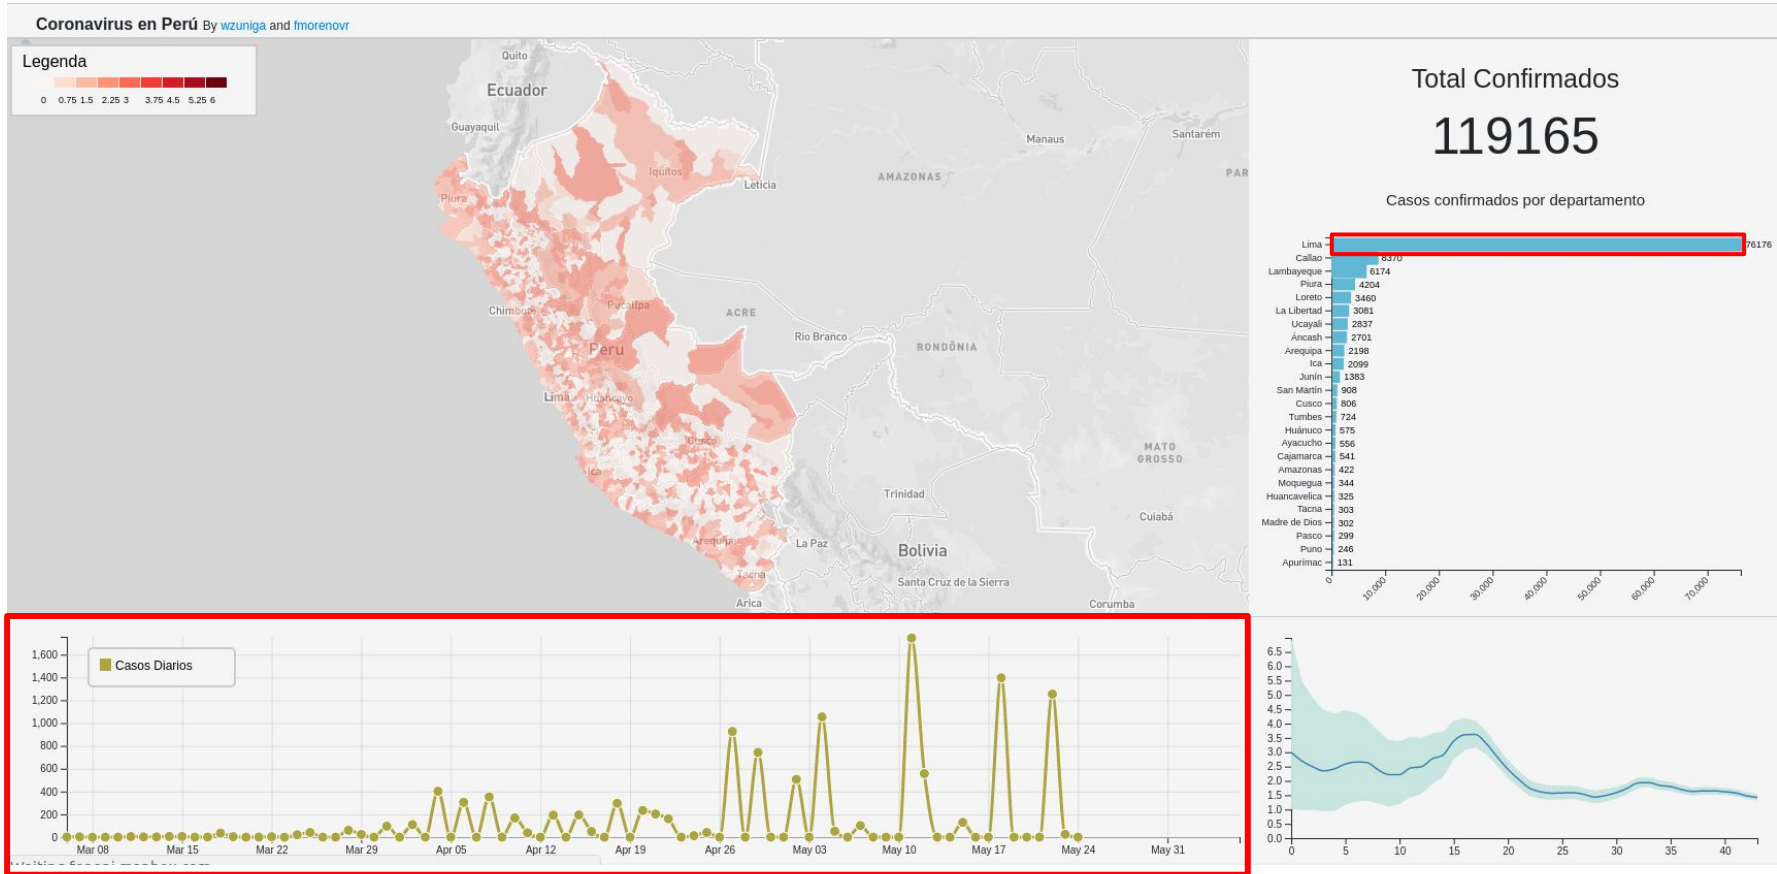 Coronavirus en Perú By wzuniga and fmorenovr
Legenda
0 0.75 1.5 2.25 3 3.75 4.5 5.25 6
Quito
Ecuador
Guayaquil
Manaus
Santarém
AMAZONAS
PAR
Iquitos
Leticia
Piura
Chimbote
Pucallpa
ACRE
Rio Branco
RONDÔNIA
Peru
Lima
Huancayo
Cusco
MATO
GROSSO
Ica
Trinidad
Cuiabá
Arequipa
La Paz
Bolivia
Tacna
Santa Cruz de la Sierra
Arica
Corumba
Total Confirmados
119165
Casos confirmados por departamento
Lima 76176
Callao 8370
Lambayeque 6174
Piura 4204
Loreto 3460
La Libertad 3081
Ucayali 2837
Áncash 2701
Arequipa 2198
Ica 2099
Junín 1383
San Martín 908
Cusco 806
Tumbes 724
Huánuco 575
Ayacucho 556
Cajamarca 541
Amazonas 422
Moquegua 344
Huancavelica 325
Tacna 303
Madre de Dios 302
Pasco 299
Puno 246
Apurímac 131
0 10,000 20,000 30,000 40,000 50,000 60,000 70,000
Casos Diarios
1,600
1,400
1,200
1,000
800
600
400
200
0
Mar 08 Mar 15 Mar 22 Mar 29 Apr 05 Apr 12 Apr 19 Apr 26 May 03 May 10 May 17 May 24 May 31
6.5
6.0
5.5
5.0
4.5
4.0
3.5
3.0
2.5
2.0
1.5
1.0
0.5
0.0
0 5 10 15 20 25 30 35 40